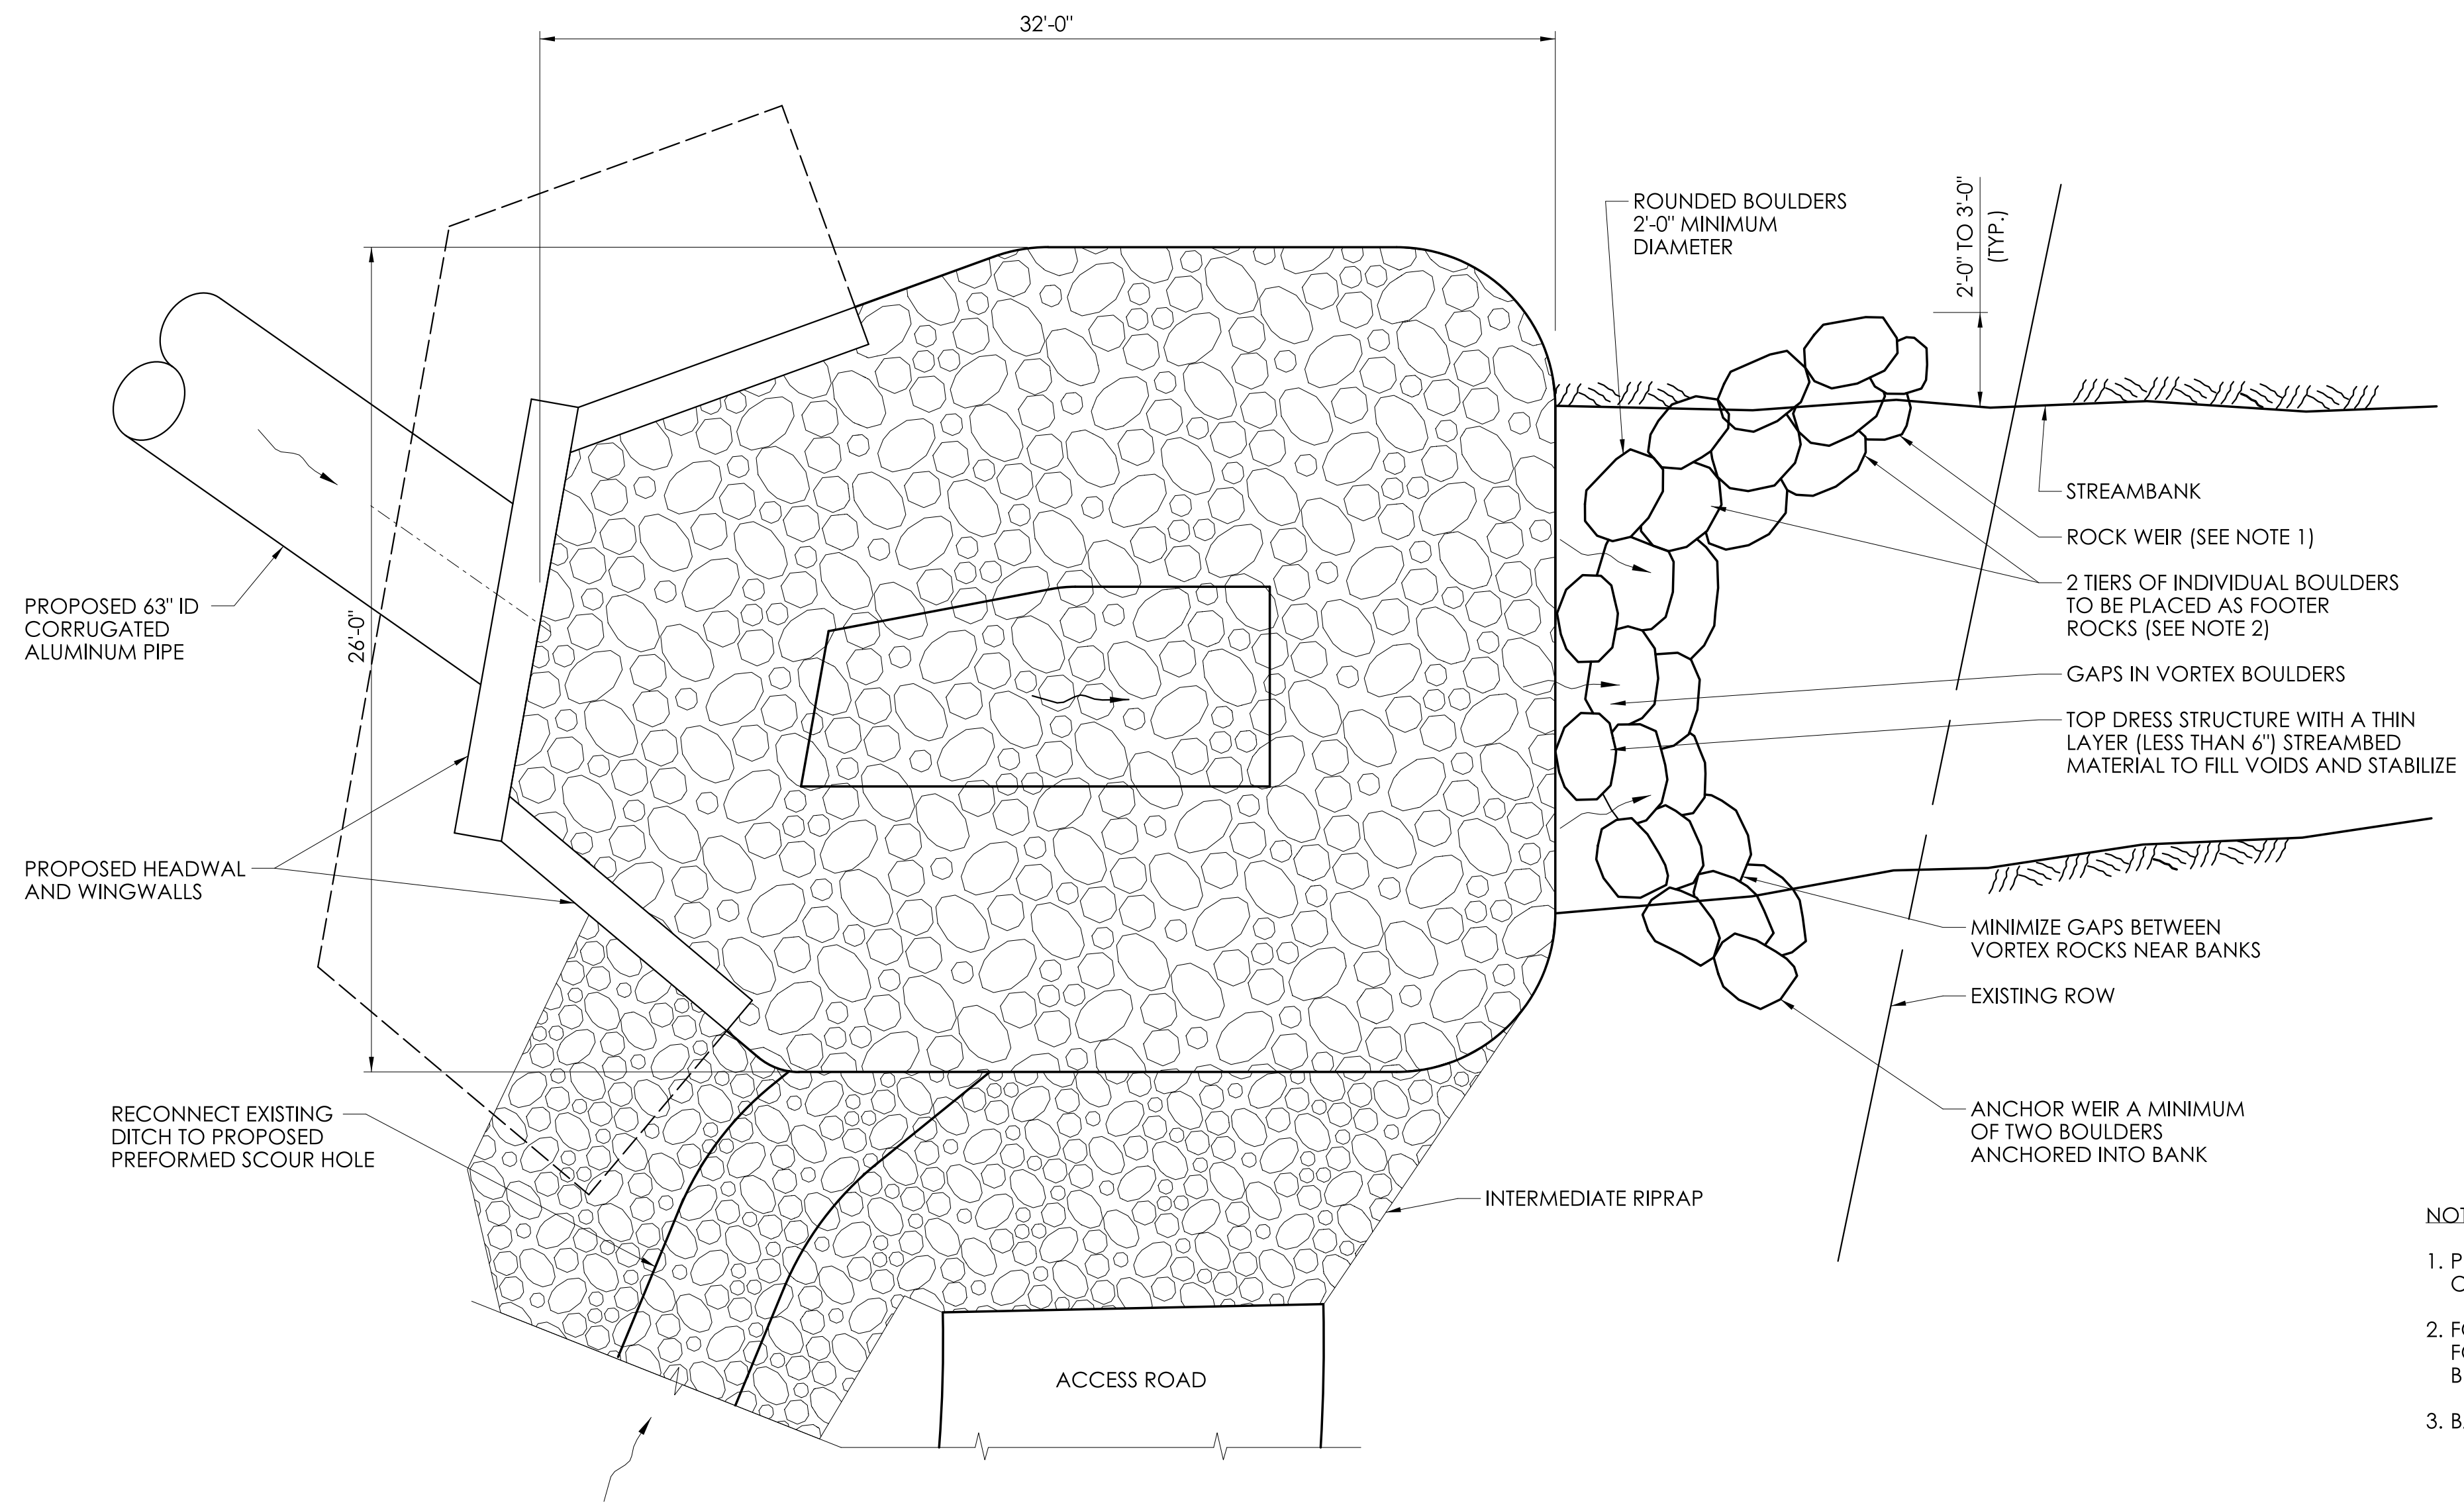 32'-0"
ROUNDED BOULDERS
2'-0" MINIMUM
DIAMETER
2'-0" TO 3'-0"
(TYP.)
STREAMBANK
ROCK WEIR (SEE NOTE 1)
2 TIERS OF INDIVIDUAL BOULDERS
TO BE PLACED AS FOOTER
ROCKS (SEE NOTE 2)
GAPS IN VORTEX BOULDERS
TOP DRESS STRUCTURE WITH A THIN
LAYER (LESS THAN 6") STREAMBED
MATERIAL TO FILL VOIDS AND STABILIZE
PROPOSED 63" ID
CORRUGATED
ALUMINUM PIPE
26'-0"
PROPOSED HEADWAL
AND WINGWALLS
MINIMIZE GAPS BETWEEN
VORTEX ROCKS NEAR BANKS
EXISTING ROW
ANCHOR WEIR A MINIMUM
OF TWO BOULDERS
ANCHORED INTO BANK
RECONNECT EXISTING
DITCH TO PROPOSED
PREFORMED SCOUR HOLE
INTERMEDIATE RIPRAP
ACCESS ROAD
1.
2.
3.